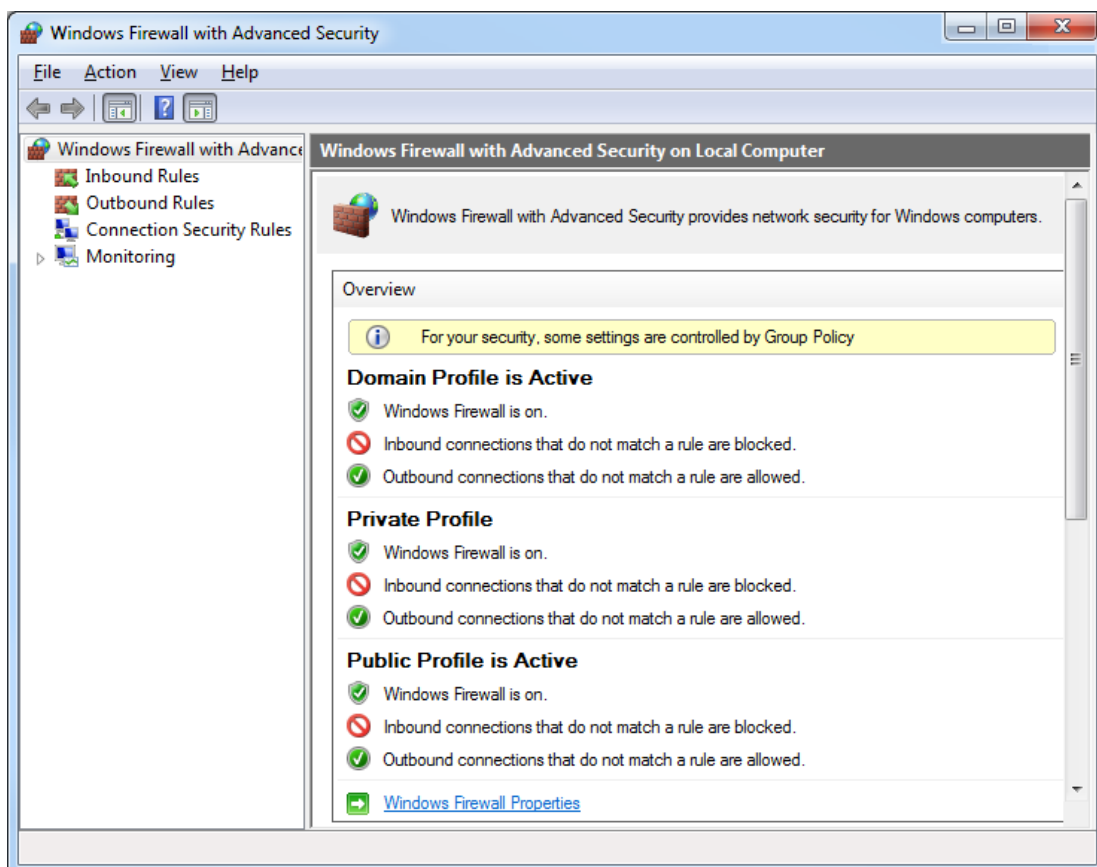 Windows Firewall with Advanced Security
File Action View Help
Windows Firewall with Advance
Inbound Rules
Outbound Rules
Connection Security Rules
Monitoring
Windows Firewall with Advanced Security on Local Computer
Windows Firewall with Advanced Security provides network security for Windows computers.
Overview
For your security, some settings are controlled by Group Policy
Domain Profile is Active
Windows Firewall is on.
Inbound connections that do not match a rule are blocked.
Outbound connections that do not match a rule are allowed.
Private Profile
Windows Firewall is on.
Inbound connections that do not match a rule are blocked.
Outbound connections that do not match a rule are allowed.
Public Profile is Active
Windows Firewall is on.
Inbound connections that do not match a rule are blocked.
Outbound connections that do not match a rule are allowed.
Windows Firewall Properties